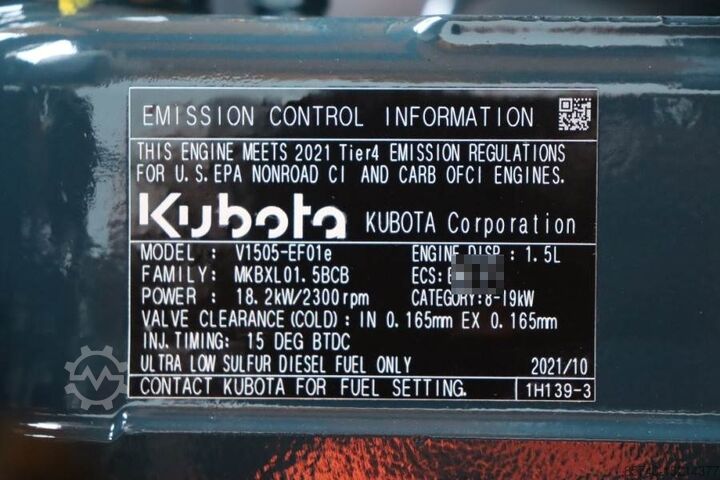 EMISSION CONTROL INFORMATION
THIS ENGINE MEETS 2021 Tier4 EMISSION REGULATIONS
FOR U.S.EPA NONROAD CI AND CARB OFCI ENGINES.
Kubota KUBOTA Corporation
MODEL : V1505-EF01e ENGINE DISP.: 1.5L
FAMILY: MKBXL01.5BCB ECS:
POWER : 18.2kW/2300rpm CATEGORY:8-19kW
VALVE CLEARANCE(COLD): IN 0.165mm EX 0.165mm
INJ.TIMING: 15 DEG BTDC
ULTRA LOW SULFUR DIESEL FUEL ONLY 2021/10
CONTACT KUBOTA FOR FUEL SETTING. 1H139-3